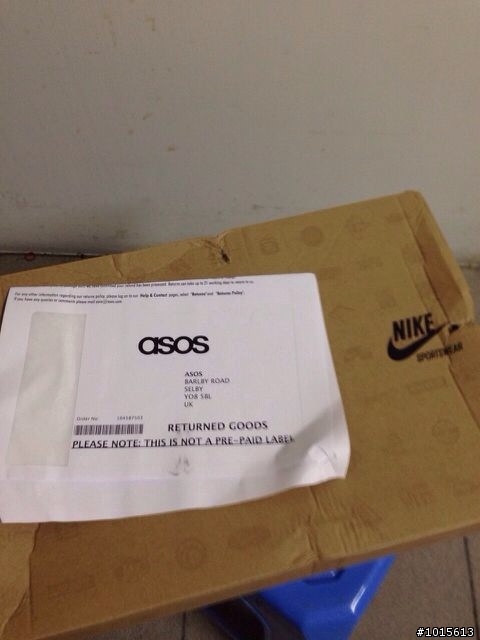 For any other information regarding our returns policy, please log on to our Help & Contact pages, select 'Returns' and 'Returns Policy'.
asos
ASOS
BARLBY ROAD
SELBY
YO8 5BL
UK
Order No:
RETURNED GOODS
PLEASE NOTE: THIS IS NOT A PRE-PAID LABEL
NIKE
SPORTSWEAR
#1015613